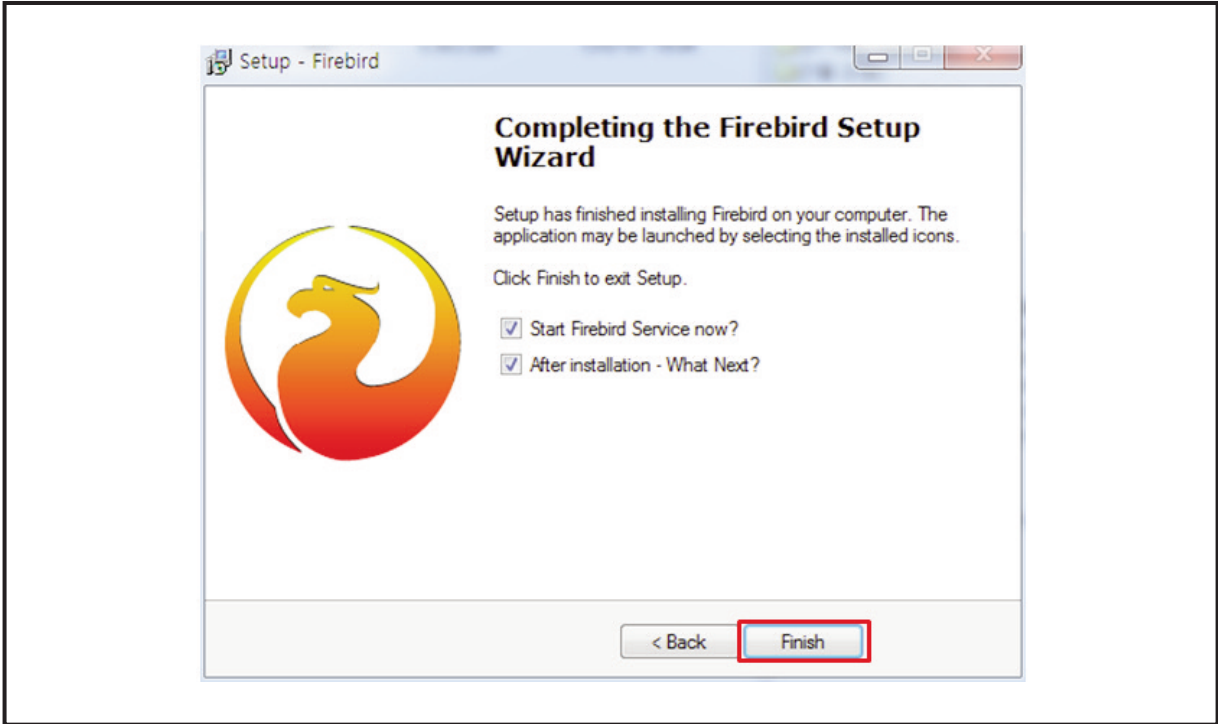 Setup - Firebird
Completing the Firebird Setup
Wizard
Setup has finished installing Firebird on your computer. The
application may be launched by selecting the installed icons.
Click Finish to exit Setup.
Start Firebird Service now?
After installation - What Next?
< Back
Finish